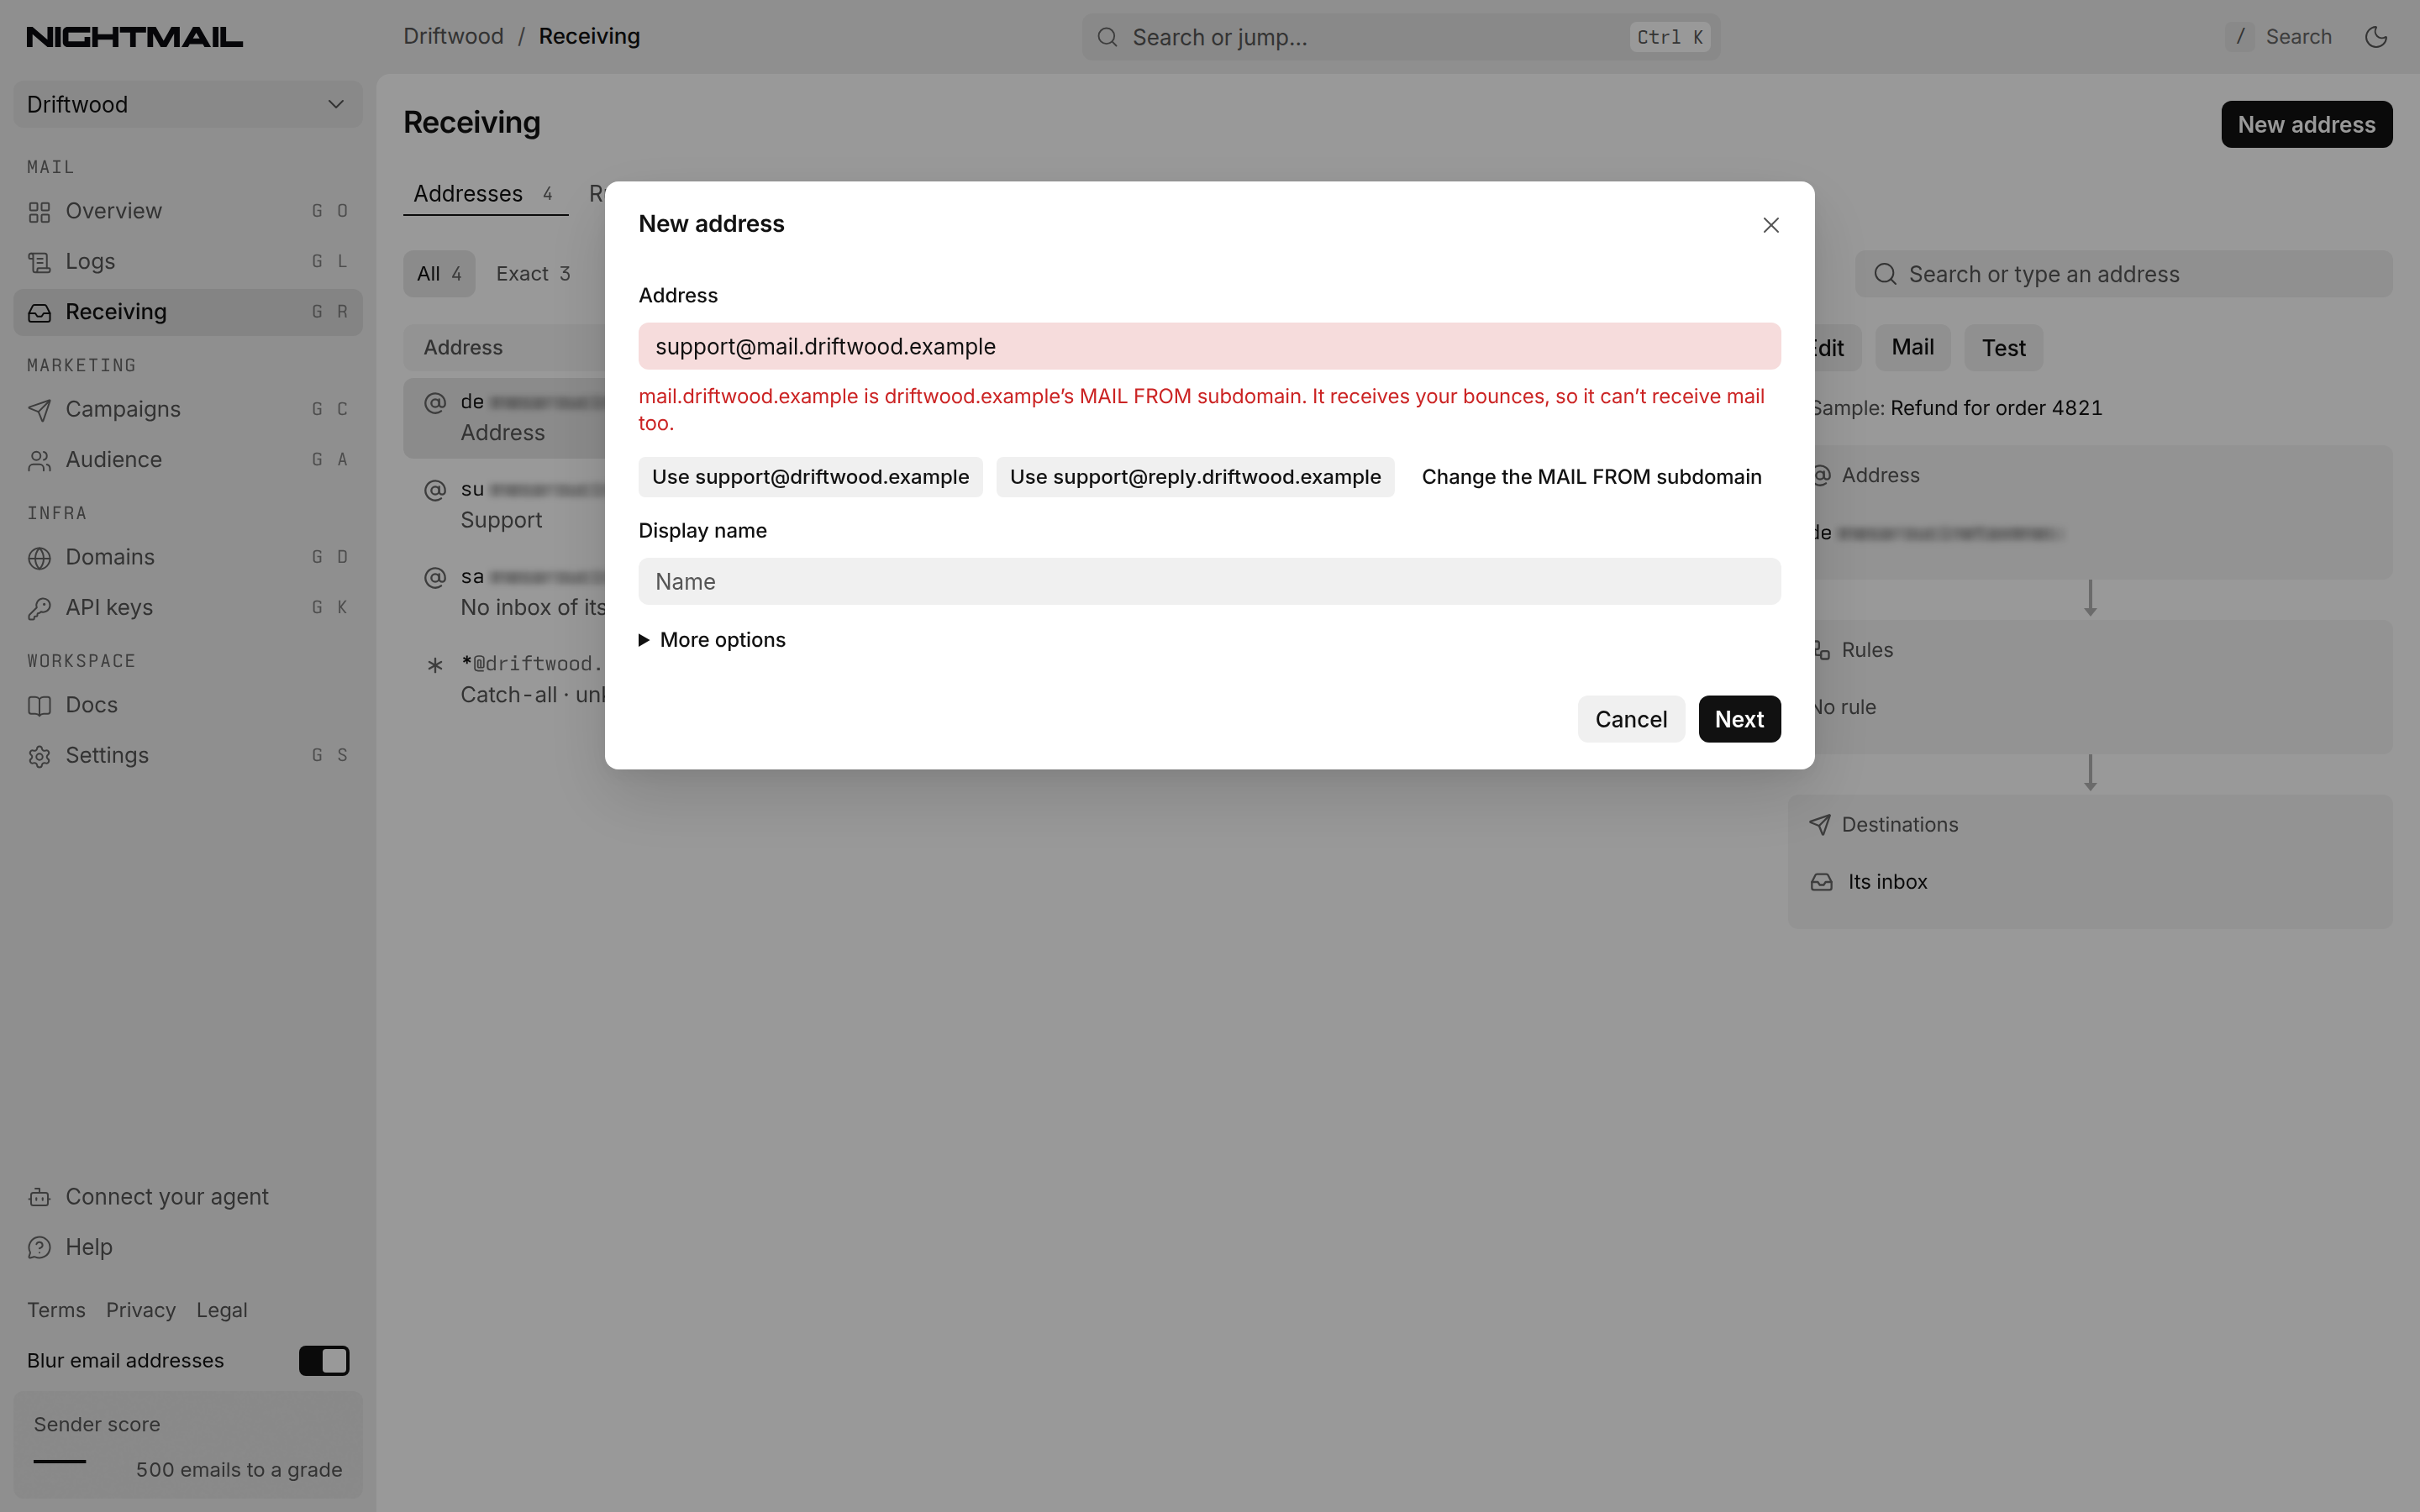 NIGHTMAIL
Driftwood / Receiving
Search or jump...
Ctrl K
/ Search
Driftwood
MAIL
Overview G O
Logs G L
Receiving G R
MARKETING
Campaigns G C
Audience G A
INFRA
Domains G D
API keys G K
WORKSPACE
Docs
Settings G S
Connect your agent
Help
Terms Privacy Legal
Blur email addresses
Sender score
500 emails to a grade
Receiving
New address
Addresses 4
All 4 Exact 3
Search or type an address
Address
de
Address
su
Support
sa
No inbox of its
*@driftwood.
Catch-all ·
New address
Address
support@mail.driftwood.example
mail.driftwood.example is driftwood.example’s MAIL FROM subdomain. It receives your bounces, so it can’t receive mail
too.
Use support@driftwood.example
Use support@reply.driftwood.example
Change the MAIL FROM subdomain
Display name
Name
More options
Cancel
Next
Edit Mail Test
Sample: Refund for order 4821
Address
de
Rules
No rule
Destinations
Its inbox